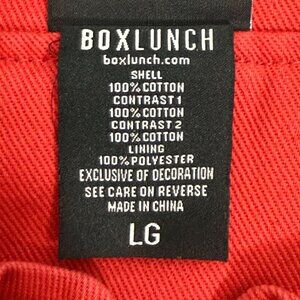 BOXLUNCH
boxlunch.com
SHELL
100% COTTON
CONTRAST 1
100% COTTON
CONTRAST 2
100% COTTON
LINING
100% POLYESTER
EXCLUSIVE OF DECORATION
SEE CARE ON REVERSE
MADE IN CHINA
LG